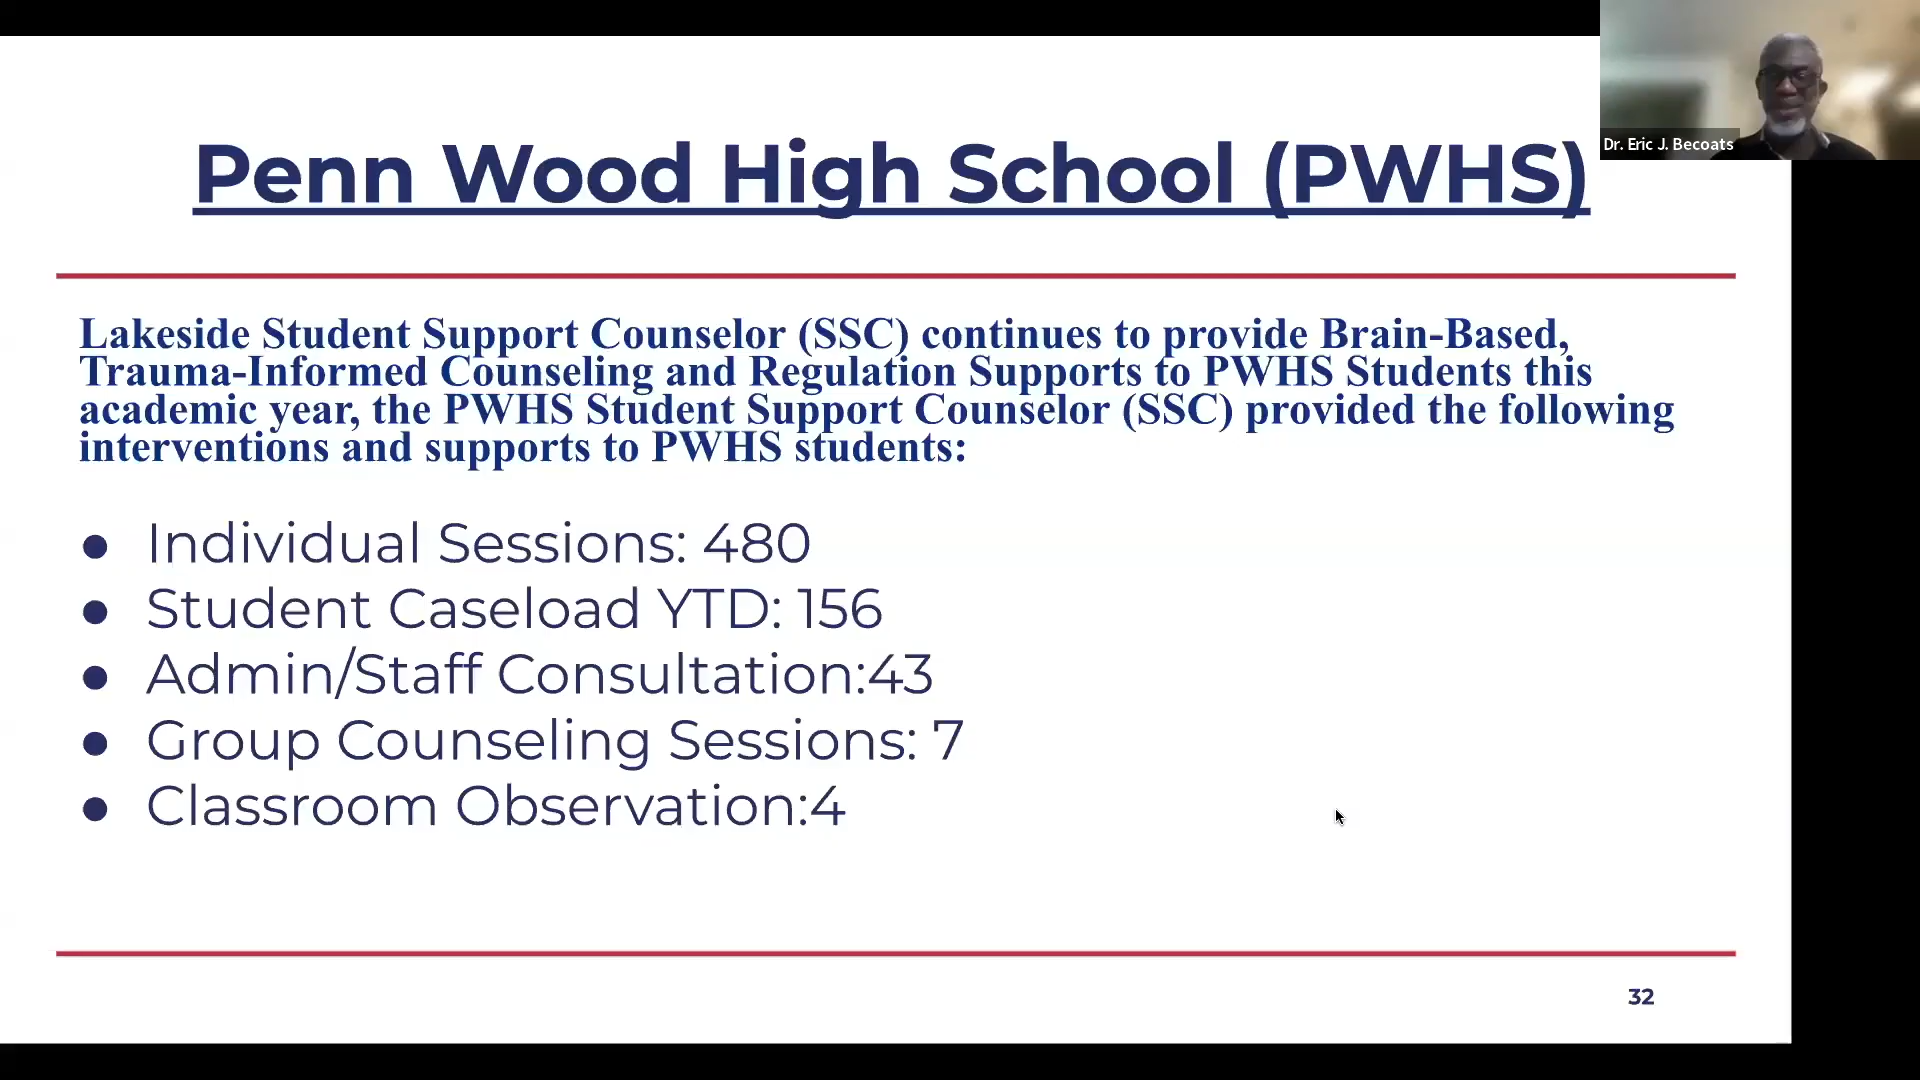 Dr. Eric J. Becoats
Penn Wood High School (PWHS)
Lakeside Student Support Counselor (SSC) continues to provide Brain-Based,
Trauma-Informed Counseling and Regulation Supports to PWHS Students this
academic year, the PWHS Student Support Counselor (SSC) provided the following
interventions and supports to PWHS students:
● Individual Sessions: 480
● Student Caseload YTD: 156
● Admin/Staff Consultation:43
● Group Counseling Sessions: 7
● Classroom Observation:4
32